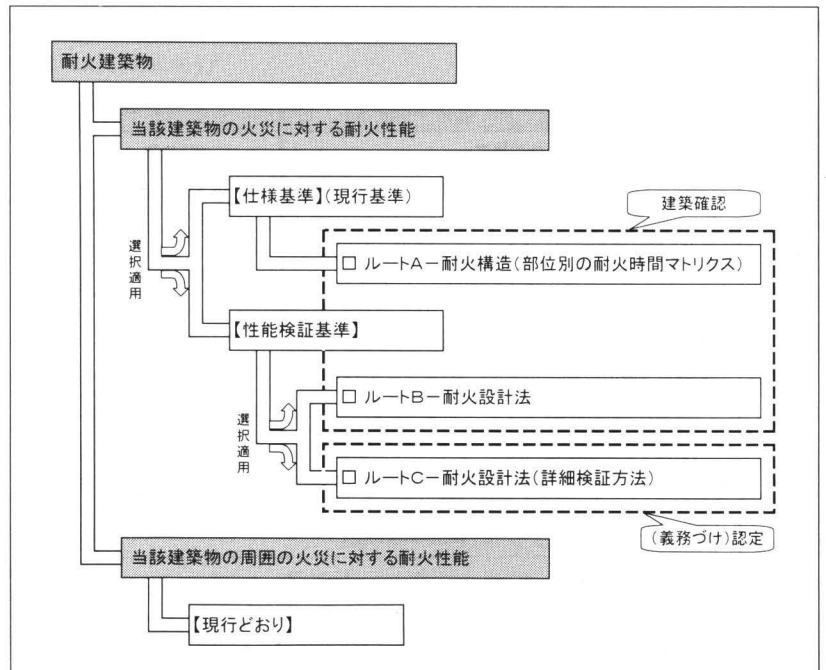 耐火建築物
当該建築物の火災に対する耐火性能
【仕様基準】(現行基準)
建築確認
選択適用
□ ルートA－耐火構造(部位別の耐火時間マトリクス)
【性能検証基準】
□ ルートB－耐火設計法
選択適用
□ ルートC－耐火設計法(詳細検証方法)
(義務づけ)認定
当該建築物の周囲の火災に対する耐火性能
【現行どおり】